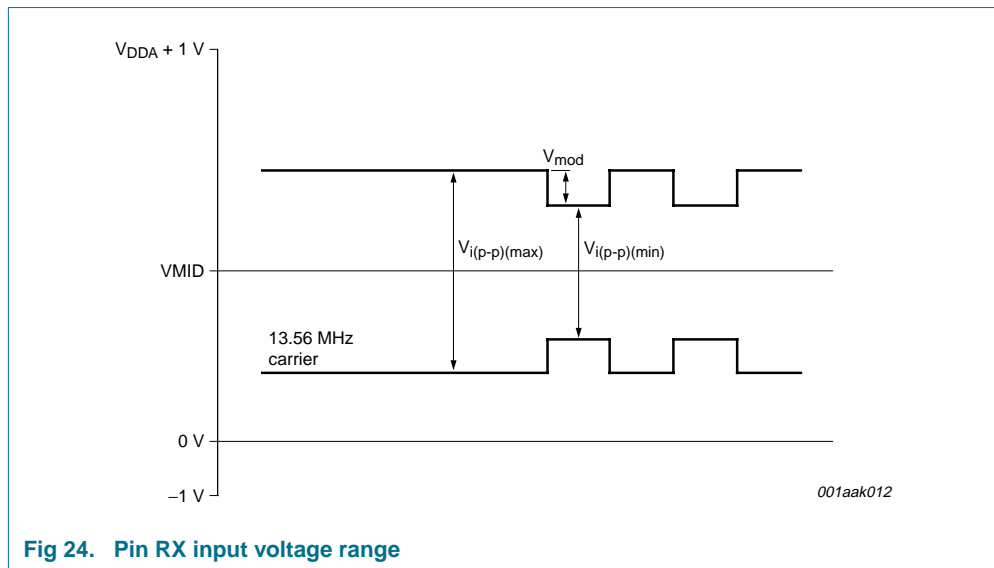 VDDA + 1 V
Vmod
Vi(p-p)(max)
Vi(p-p)(min)
VMID
13.56 MHz
carrier
0 V
−1 V
001aak012
Fig 24. Pin RX input voltage range